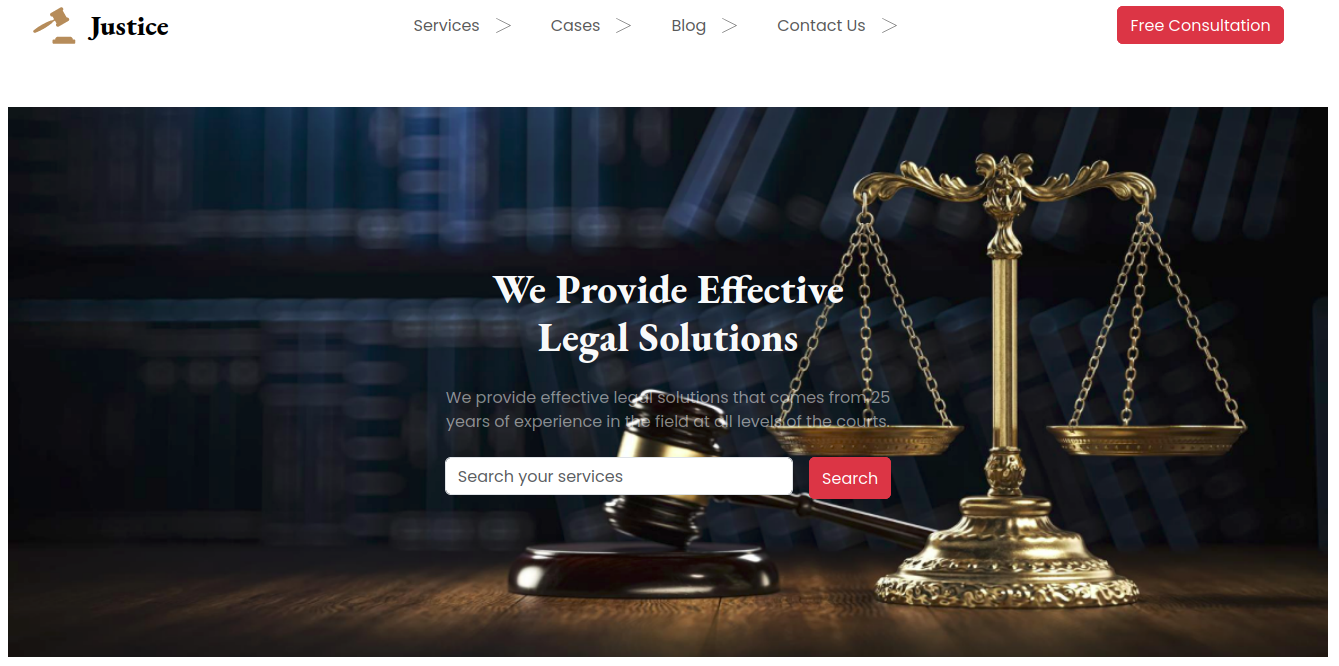 Justice
Services > Cases > Blog > Contact Us >
Free Consultation
We Provide Effective
Legal Solutions
We provide effective legal solutions that comes from 25
years of experience in the field at all levels of the courts.
Search your services
Search